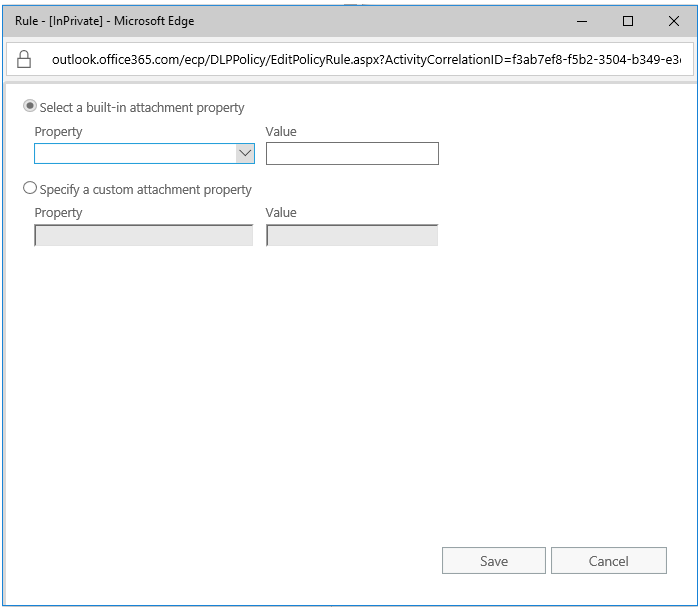 Rule - [InPrivate] - Microsoft Edge
outlook.office365.com/ecp/DLPPolicy/EditPolicyRule.aspx?ActivityCorrelationID=f3ab7ef8-f5b2-3504-b349-e3
Select a built-in attachment property
Property Value
Specify a custom attachment property
Property Value
Save Cancel